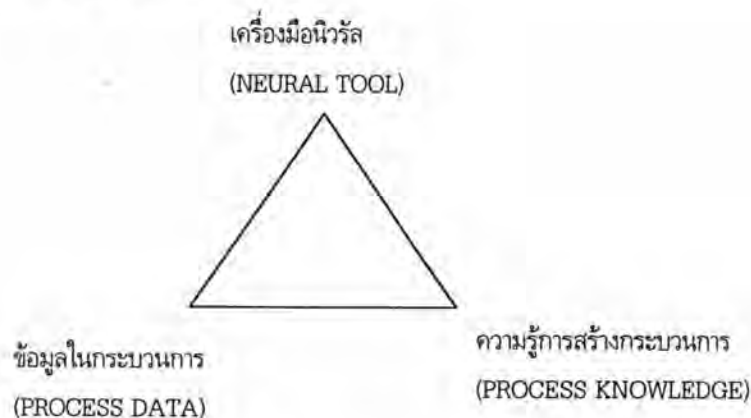 เครื่องมือนิวรัล
(NEURAL TOOL)
ข้อมูลในกระบวนการ
(PROCESS DATA)
ความรู้การสร้างกระบวนการ
(PROCESS KNOWLEDGE)